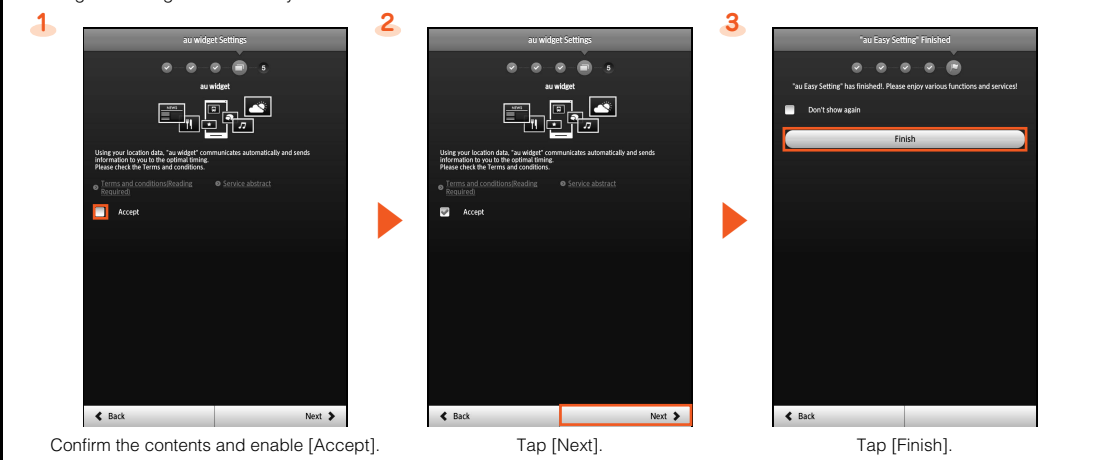 1
au widget Settings
5
au widget
NEWS
Using your location data, "au widget" communicates automatically and sends
information to you to the optimal timing.
Please check the Terms and conditions.
Terms and conditions(Reading
Required)
Service abstract
Accept
Back
Next
Confirm the contents and enable [Accept].
2
au widget Settings
5
au widget
NEWS
Using your location data, "au widget" communicates automatically and sends
information to you to the optimal timing.
Please check the Terms and conditions.
Terms and conditions(Reading
Required)
Service abstract
Accept
Back
Next
Tap [Next].
3
"au Easy Setting" Finished
"au Easy Setting" has finished!. Please enjoy various functions and services!
Don't show again
Finish
Back
Tap [Finish].